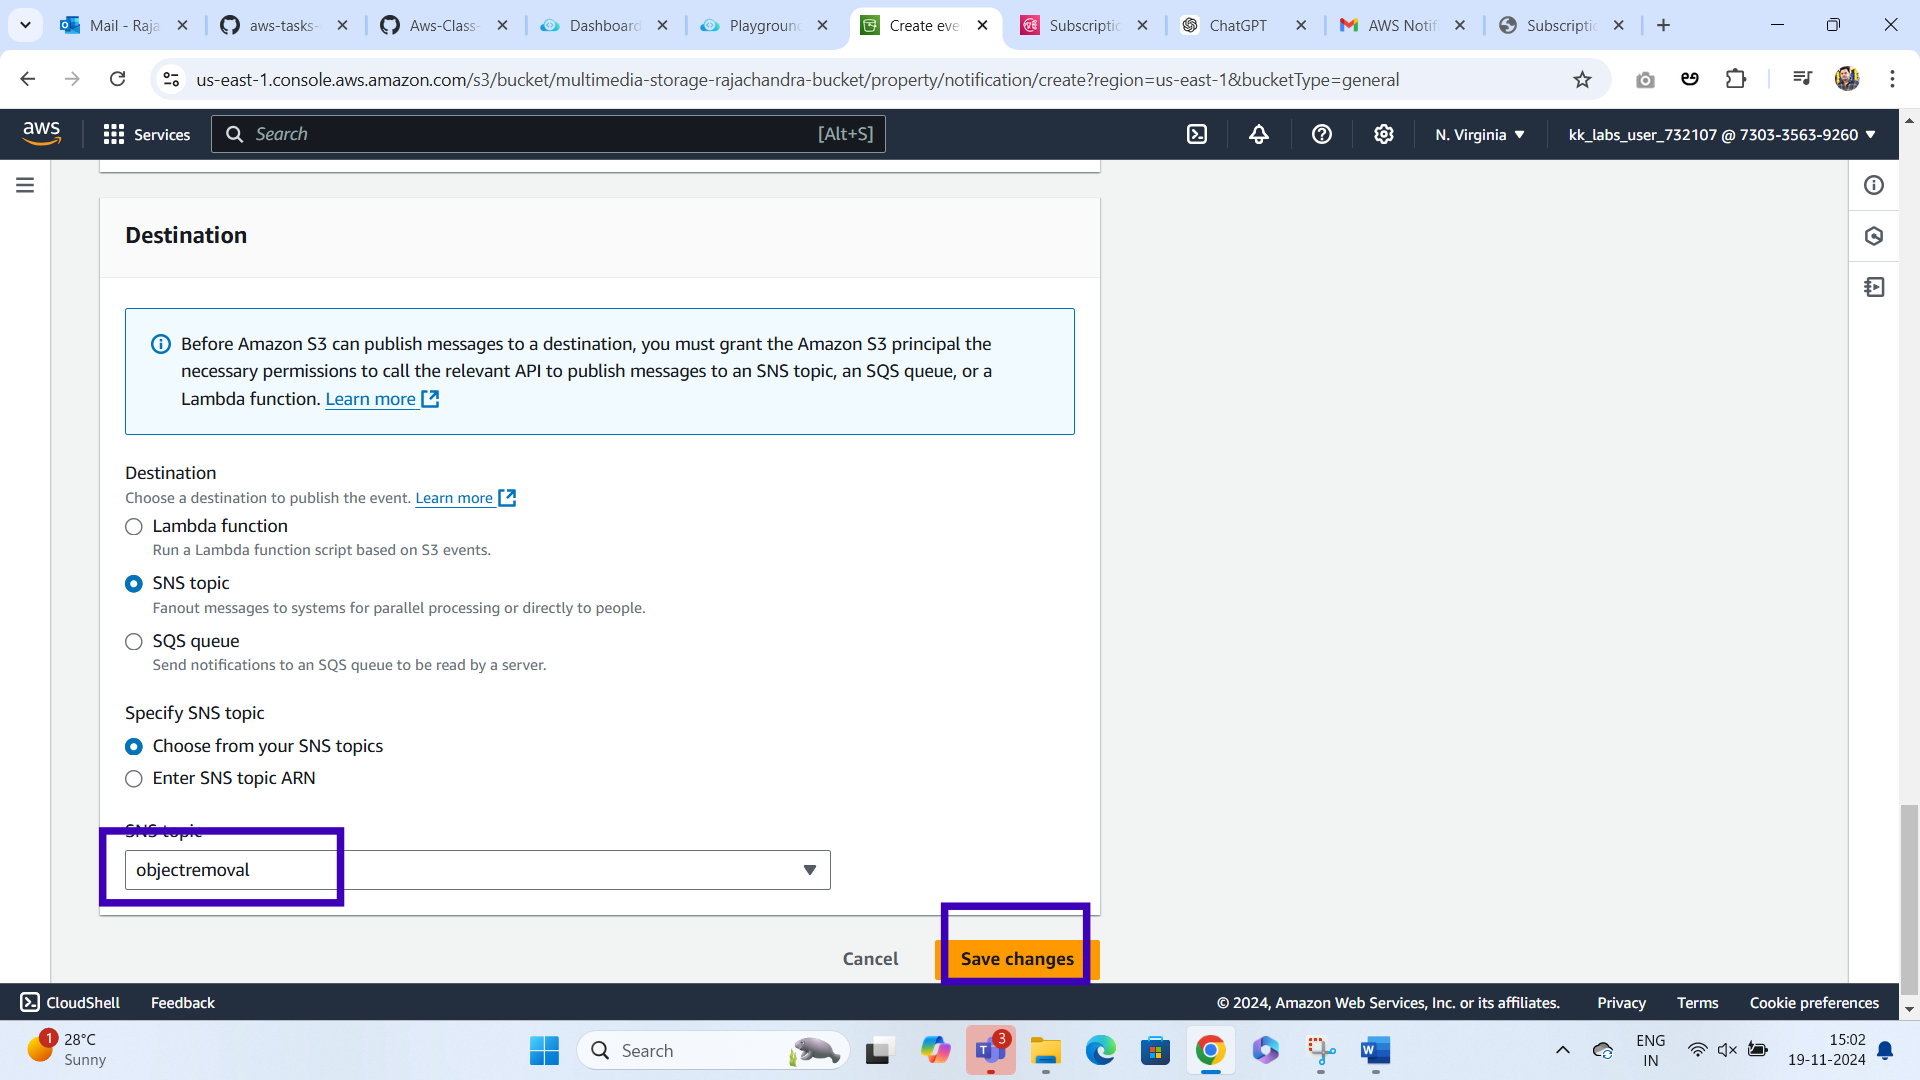 Mail - Raja
aws-tasks-
Aws-Class-
Dashboard
Playground
Create eve
Subscriptio
ChatGPT
AWS Notifi
Subscriptio
us-east-1.console.aws.amazon.com/s3/bucket/multimedia-storage-rajachandra-bucket/property/notification/create?region=us-east-1&bucketType=general
aws
Services
Search
[Alt+S]
N. Virginia
kk_labs_user_732107 @ 7303-3563-9260
Destination
Before Amazon S3 can publish messages to a destination, you must grant the Amazon S3 principal the
necessary permissions to call the relevant API to publish messages to an SNS topic, an SQS queue, or a
Lambda function. Learn more
Destination
Choose a destination to publish the event. Learn more
Lambda function
Run a Lambda function script based on S3 events.
SNS topic
Fanout messages to systems for parallel processing or directly to people.
SQS queue
Send notifications to an SQS queue to be read by a server.
Specify SNS topic
Choose from your SNS topics
Enter SNS topic ARN
SNS topic
objectremoval
Cancel
Save changes
CloudShell
Feedback
© 2024, Amazon Web Services, Inc. or its affiliates.
Privacy
Terms
Cookie preferences
1
28°C
Sunny
Search
3
ENG
IN
15:02
19-11-2024